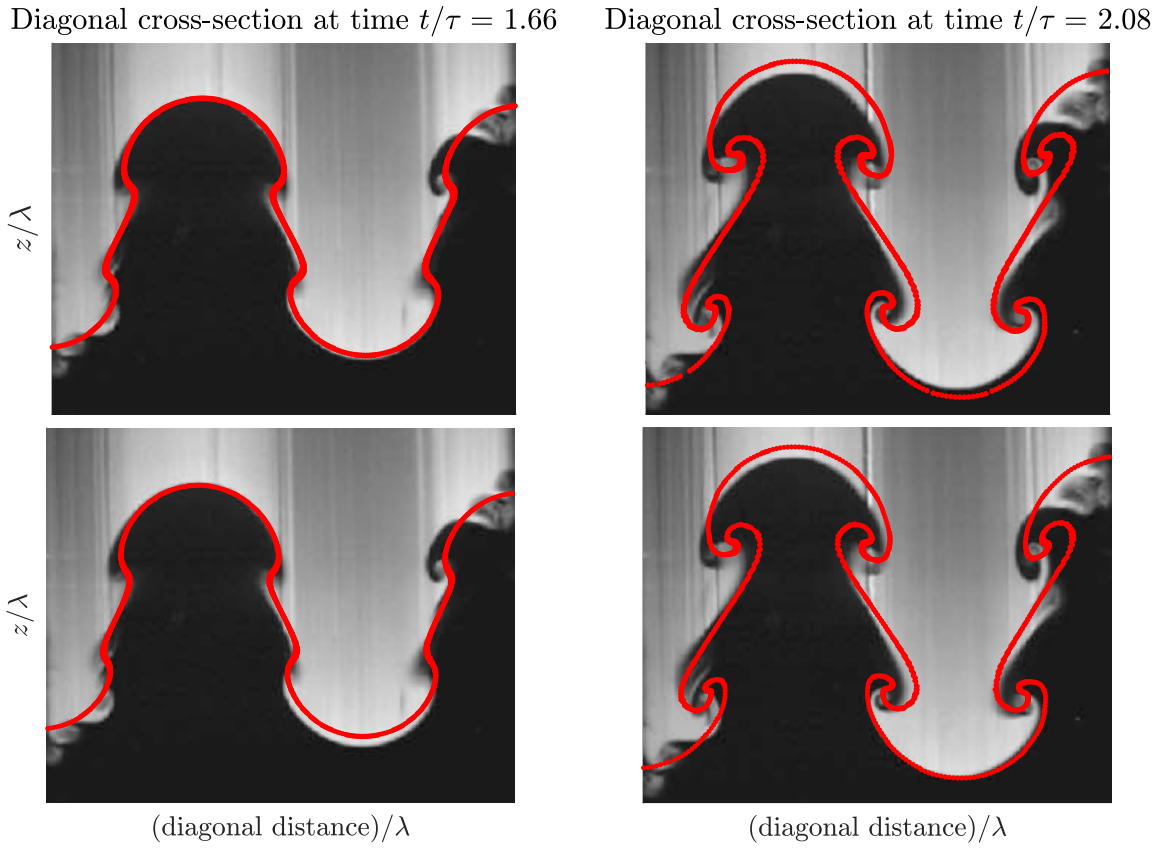 Diagonal cross-section at time t/τ = 1.66
Diagonal cross-section at time t/τ = 2.08
z/λ
z/λ
(diagonal distance)/λ
(diagonal distance)/λ